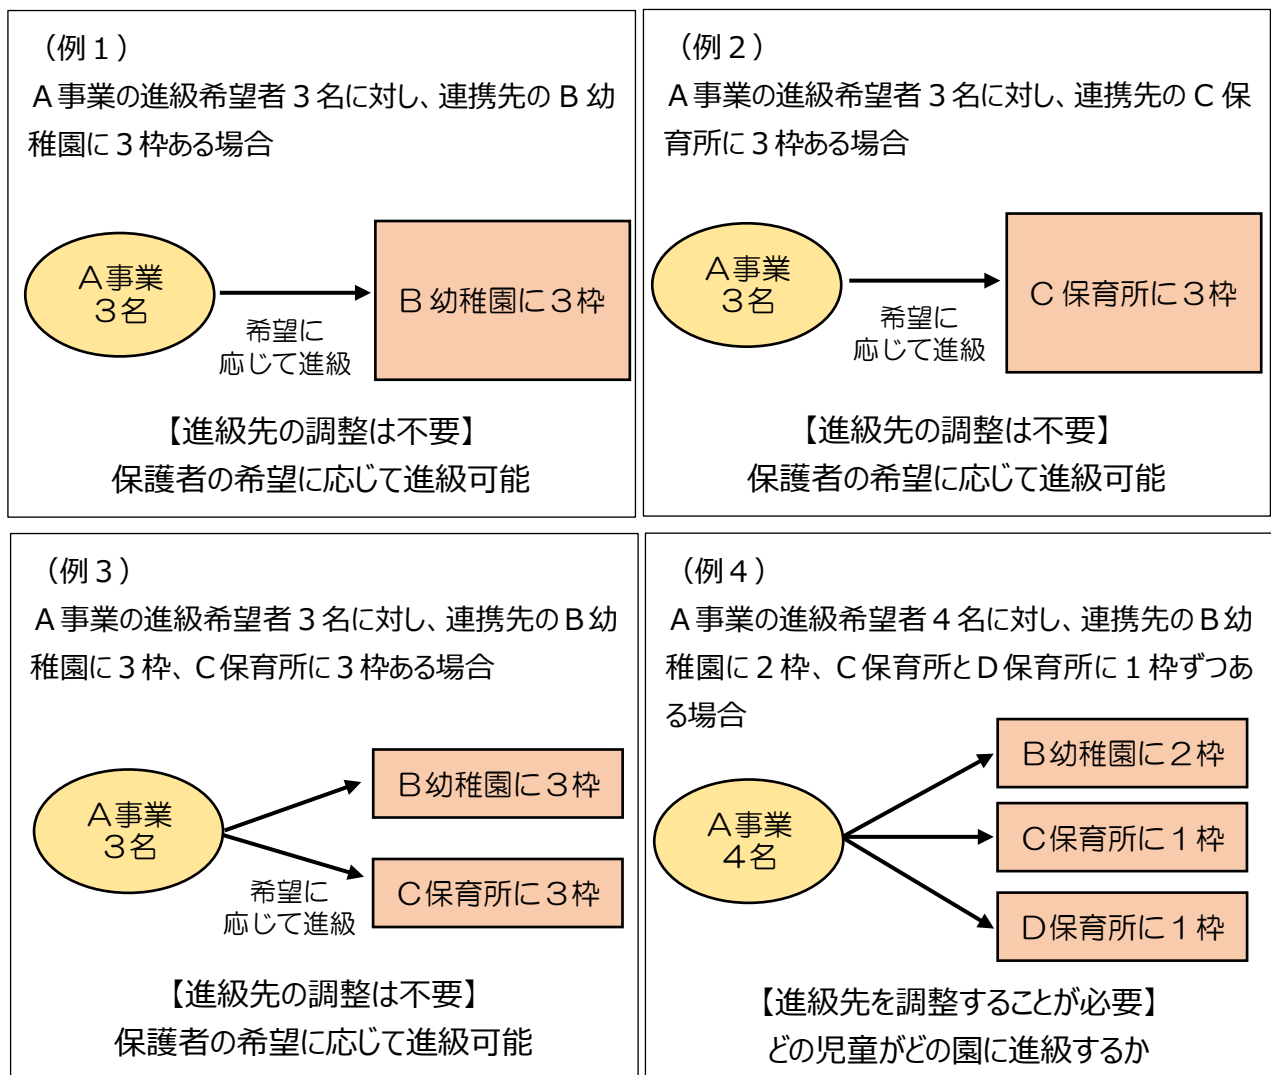 （例１）
Ａ事業の進級希望者３名に対し、連携先のＢ幼
稚園に３枠ある場合
Ａ事業
３名
希望に
応じて進級
Ｂ幼稚園に３枠
【進級先の調整は不要】
保護者の希望に応じて進級可能
（例２）
Ａ事業の進級希望者３名に対し、連携先のＣ保
育所に３枠ある場合
Ａ事業
３名
希望に
応じて進級
Ｃ保育所に３枠
【進級先の調整は不要】
保護者の希望に応じて進級可能
（例３）
Ａ事業の進級希望者３名に対し、連携先のＢ幼
稚園に３枠、Ｃ保育所に３枠ある場合
Ａ事業
３名
Ｂ幼稚園に３枠
Ｃ保育所に３枠
希望に
応じて進級
【進級先の調整は不要】
保護者の希望に応じて進級可能
（例４）
Ａ事業の進級希望者４名に対し、連携先のＢ幼
稚園に２枠、Ｃ保育所とＤ保育所に１枠ずつあ
る場合
Ａ事業
４名
Ｂ幼稚園に２枠
Ｃ保育所に１枠
Ｄ保育所に１枠
【進級先を調整することが必要】
どの児童がどの園に進級するか